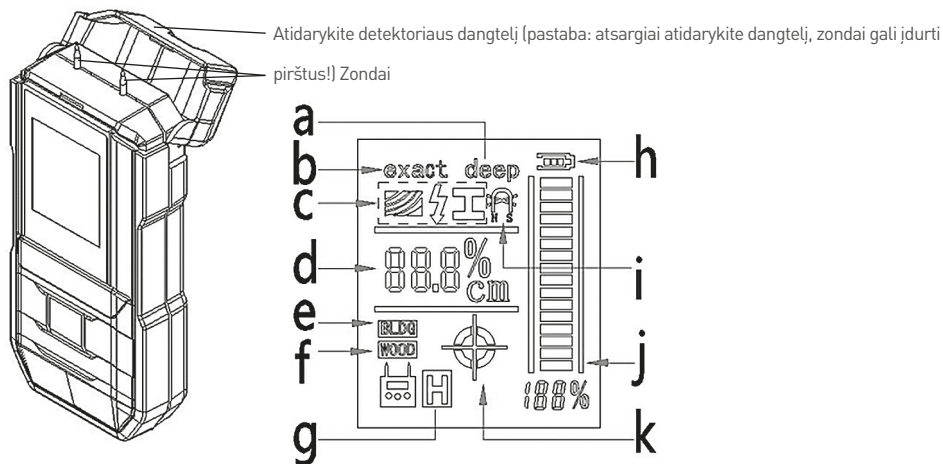 Atidarykite detektoriaus dangtelį (pastaba: atsargiai atidarykite dangtelį, zondai gali įdurti
pirštus!) Zondai
a
b exact deep h
c
N S
d 88.8% cm i
e BLDG
f WOOD
j
188%
H
g k